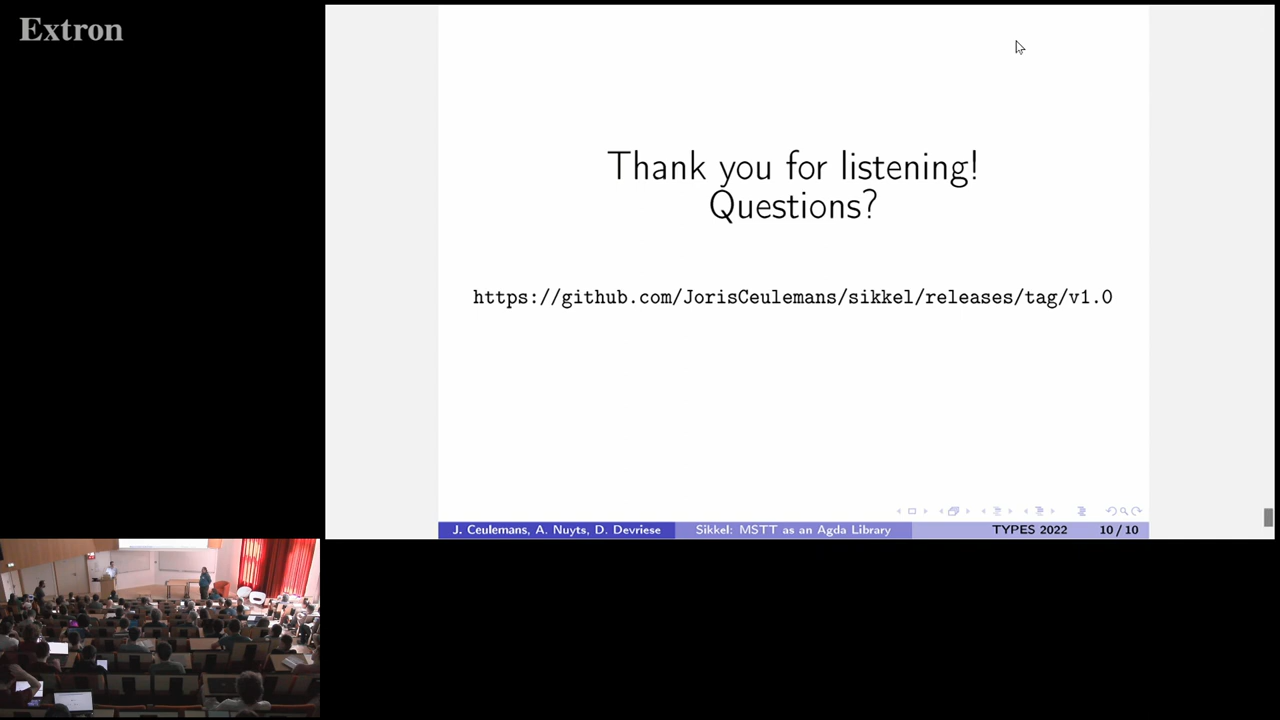 Extron
Thank you for listening!
Questions?
https://github.com/JorisCeulemans/sikkel/releases/tag/v1.0
J. Ceulemans, A. Nuyts, D. Devriese
Sikkel: MSTT as an Agda Library
TYPES 2022
10 / 10